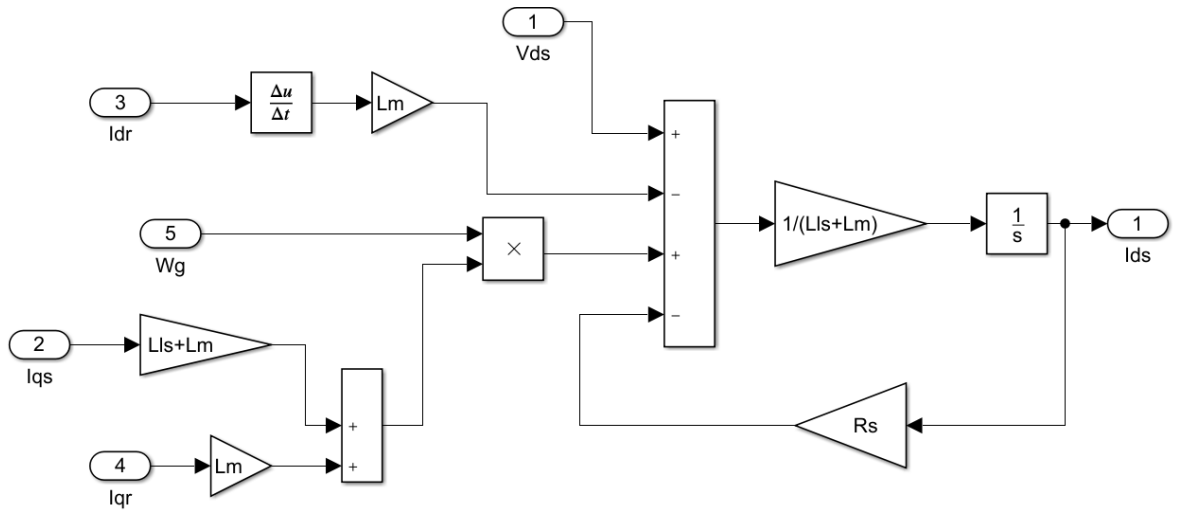 1
Vds
3
Idr
Δu
Δt
Lm
+
−
+
−
1/(Lls+Lm)
1
s
1
Ids
5
Wg
×
2
Iqs
Lls+Lm
4
Iqr
Lm
+
+
Rs